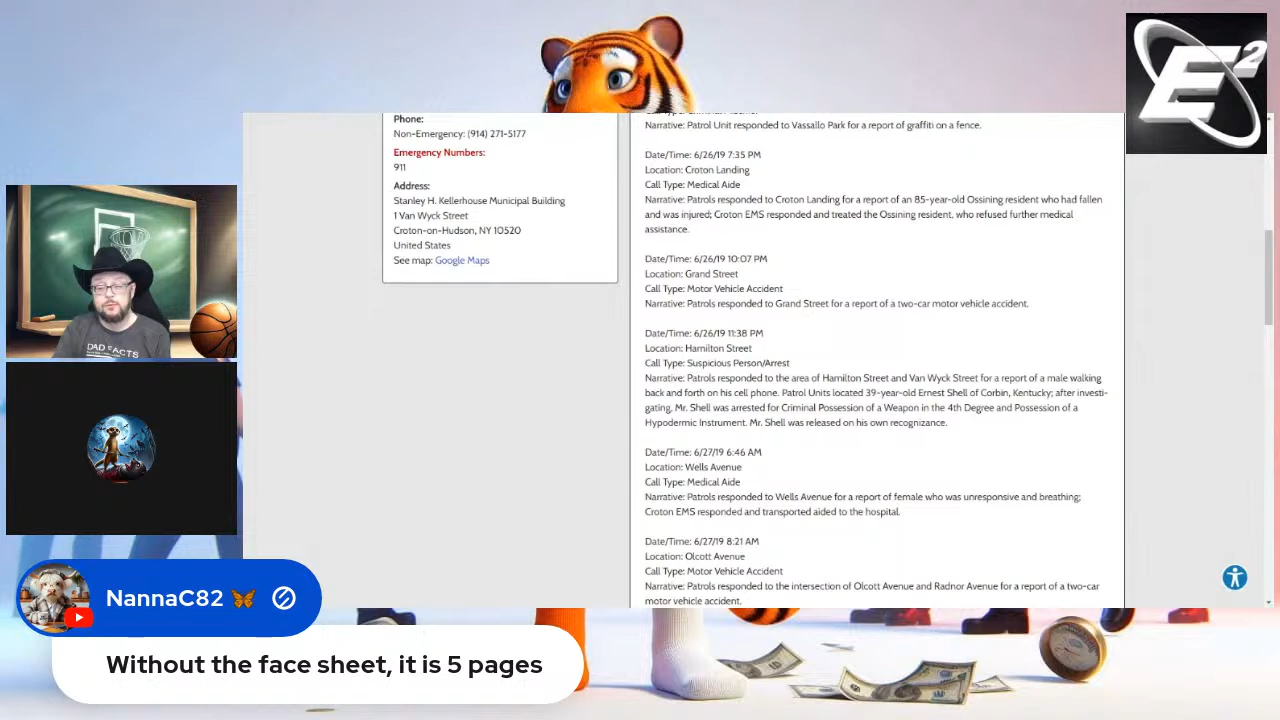 E²
Phone:
Non-Emergency: (914) 271-5177
Emergency Numbers:
911
Address:
Stanley H. Kellerhouse Municipal Building
1 Van Wyck Street
Croton-on-Hudson, NY 10520
United States
See map: Google Maps
Narrative: Patrol Unit responded to Vassallo Park for a report of graffiti on a fence.
Date/Time: 6/26/19 7:35 PM
Location: Croton Landing
Call Type: Medical Aide
Narrative: Patrols responded to Croton Landing for a report of an 85-year-old Ossining resident who had fallen
and was injured; Croton EMS responded and treated the Ossining resident, who refused further medical
assistance.
Date/Time: 6/26/19 10:07 PM
Location: Grand Street
Call Type: Motor Vehicle Accident
Narrative: Patrols responded to Grand Street for a report of a two-car motor vehicle accident.
Date/Time: 6/26/19 11:38 PM
Location: Hamilton Street
Call Type: Suspicious Person/Arrest
Narrative: Patrols responded to the area of Hamilton Street and Van Wyck Street for a report of a male walking
back and forth on his cell phone. Patrol Units located 39-year-old Ernest Shell of Corbin, Kentucky; after investi-
gating, Mr. Shell was arrested for Criminal Possession of a Weapon in the 4th Degree and Possession of a
Hypodermic Instrument. Mr. Shell was released on his own recognizance.
Date/Time: 6/27/19 6:46 AM
Location: Wells Avenue
Call Type: Medical Aide
Narrative: Patrols responded to Wells Avenue for a report of female who was unresponsive and breathing;
Croton EMS responded and transported aided to the hospital.
Date/Time: 6/27/19 8:21 AM
Location: Olcott Avenue
Call Type: Motor Vehicle Accident
Narrative: Patrols responded to the intersection of Olcott Avenue and Radnor Avenue for a report of a two-car
motor vehicle accident.
DAD FACTS
NannaC82 🦋
Without the face sheet, it is 5 pages